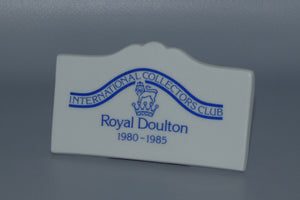 INTERNATIONAL COLLECTORS CLUB
Royal Doulton
1980-1985